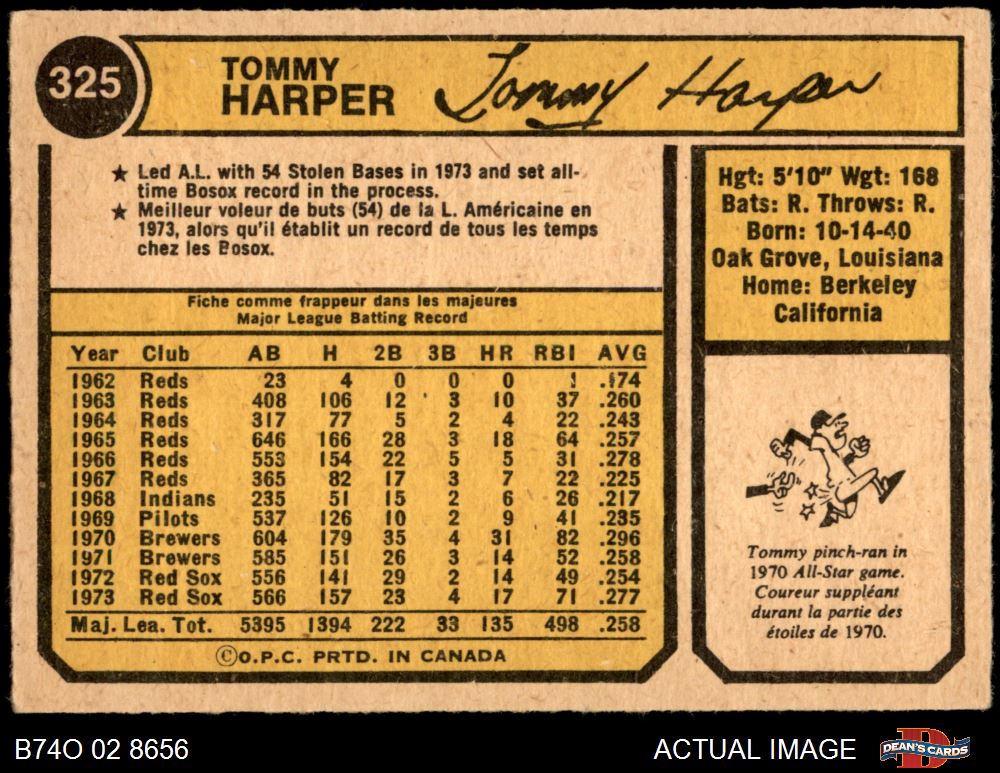 325
TOMMY
HARPER
Tommy Harper
★ Led A.L. with 54 Stolen Bases in 1973 and set all-
time Bosox record in the process.
★ Meilleur voleur de buts (54) de la L. Américaine en
1973, alors qu'il établit un record de tous les temps
chez les Bosox.
Hgt: 5'10" Wgt: 168
Bats: R. Throws: R.
Born: 10-14-40
Oak Grove, Louisiana
Home: Berkeley
California
Fiche comme frappeur dans les majeures
Major League Batting Record
Year Club AB H 2B 3B HR RBI AVG
1962 Reds 23 4 0 0 0 1 .174
1963 Reds 408 106 12 3 10 37 .260
1964 Reds 317 77 5 2 4 22 .243
1965 Reds 646 166 28 3 18 64 .257
1966 Reds 553 154 22 5 5 31 .278
1967 Reds 365 82 17 3 7 22 .225
1968 Indians 235 51 15 2 6 26 .217
1969 Pilots 537 126 10 2 9 41 .235
1970 Brewers 604 179 35 4 31 82 .296
1971 Brewers 585 151 26 3 14 52 .258
1972 Red Sox 556 141 29 2 14 49 .254
1973 Red Sox 566 157 23 4 17 71 .277
Maj. Lea. Tot. 5395 1394 222 33 135 498 .258
©O.P.C. PRTD. IN CANADA
Tommy pinch-ran in
1970 All-Star game.
Coureur suppléant
durant la partie des
étoiles de 1970.
B74O 02 8656
ACTUAL IMAGE
D
DEAN'S CARDS